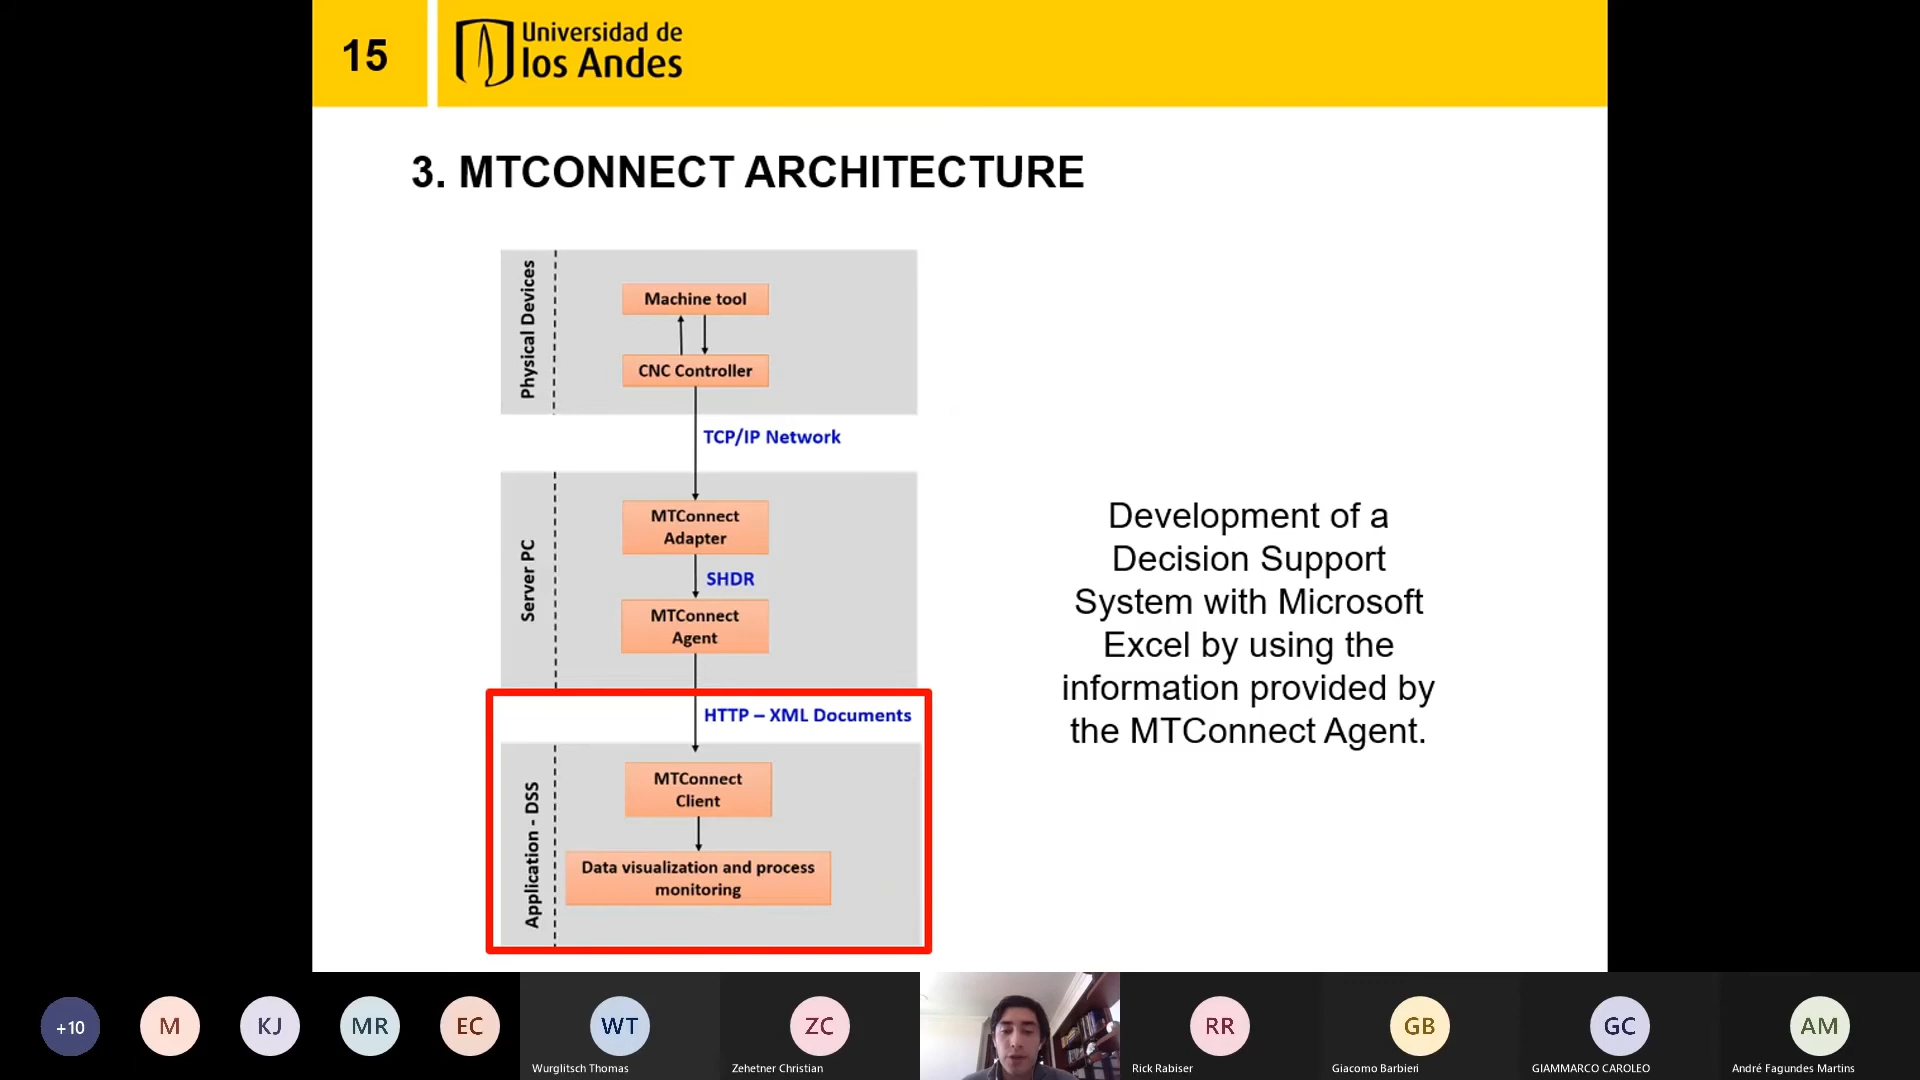 15
Universidad de
los Andes
3. MTCONNECT ARCHITECTURE
Physical Devices
Machine tool
CNC Controller
TCP/IP Network
Server PC
MTConnect
Adapter
SHDR
MTConnect
Agent
HTTP – XML Documents
Application - DSS
MTConnect
Client
Data visualization and process
monitoring
Development of a
Decision Support
System with Microsoft
Excel by using the
information provided by
the MTConnect Agent.
+10
M
KJ
MR
EC
WT
Wurglitsch Thomas
ZC
Zehetner Christian
RR
Rick Rabiser
GB
Giacomo Barbieri
GC
GIAMMARCO CAROLEO
AM
André Fagundes Martins